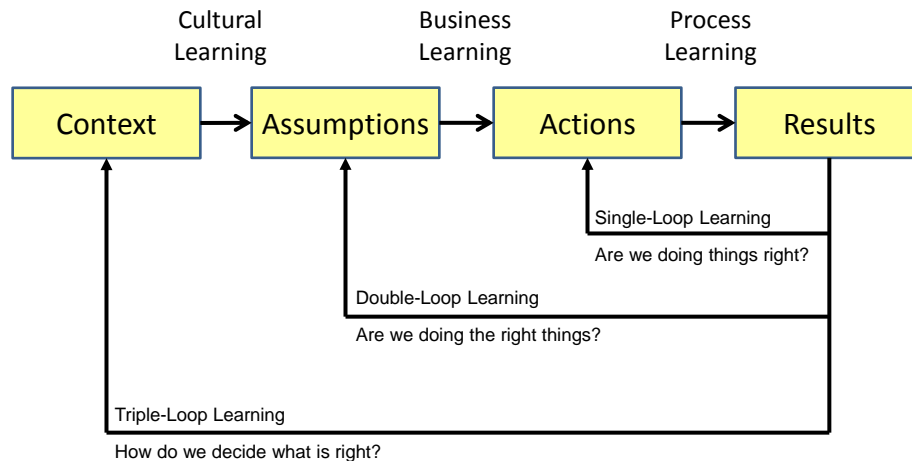 Cultural
Learning
Business
Learning
Process
Learning
Context
Assumptions
Actions
Results
Single-Loop Learning
Are we doing things right?
Double-Loop Learning
Are we doing the right things?
Triple-Loop Learning
How do we decide what is right?